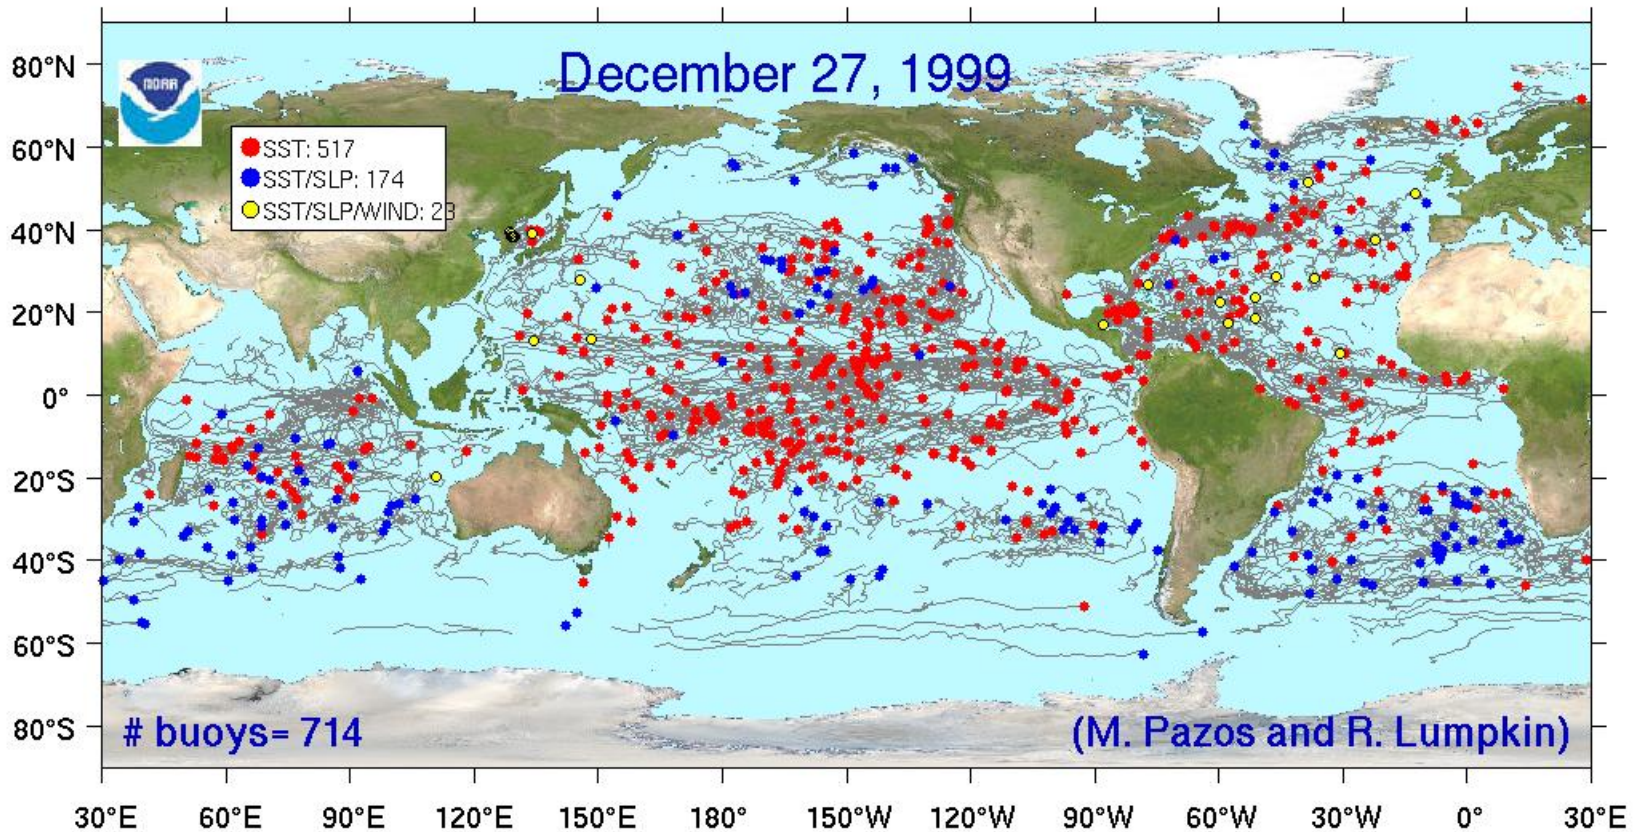 December 27, 1999
NOAA
SST: 517
SST/SLP: 174
SST/SLP/WIND: 23
80°N
60°N
40°N
20°N
0°
20°S
40°S
60°S
80°S
# buoys= 714
(M. Pazos and R. Lumpkin)
30°E 60°E 90°E 120°E 150°E 180° 150°W 120°W 90°W 60°W 30°W 0° 30°E